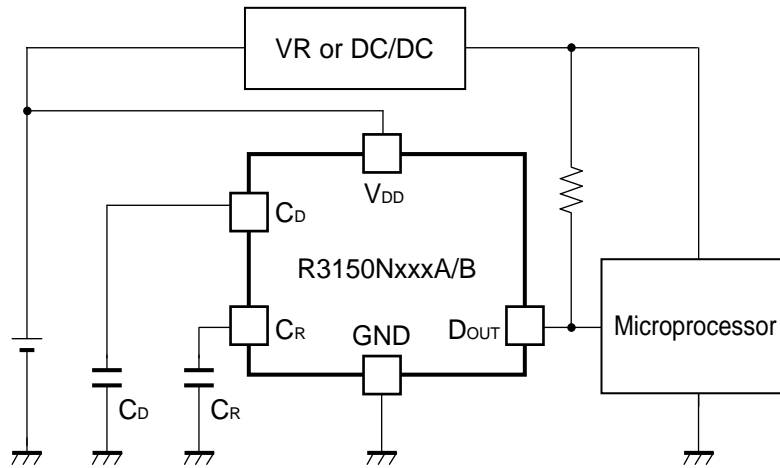 VR or DC/DC
VDD
CD
R3150NxxxA/B
CR
GND
DOUT
Microprocessor
CD
CR